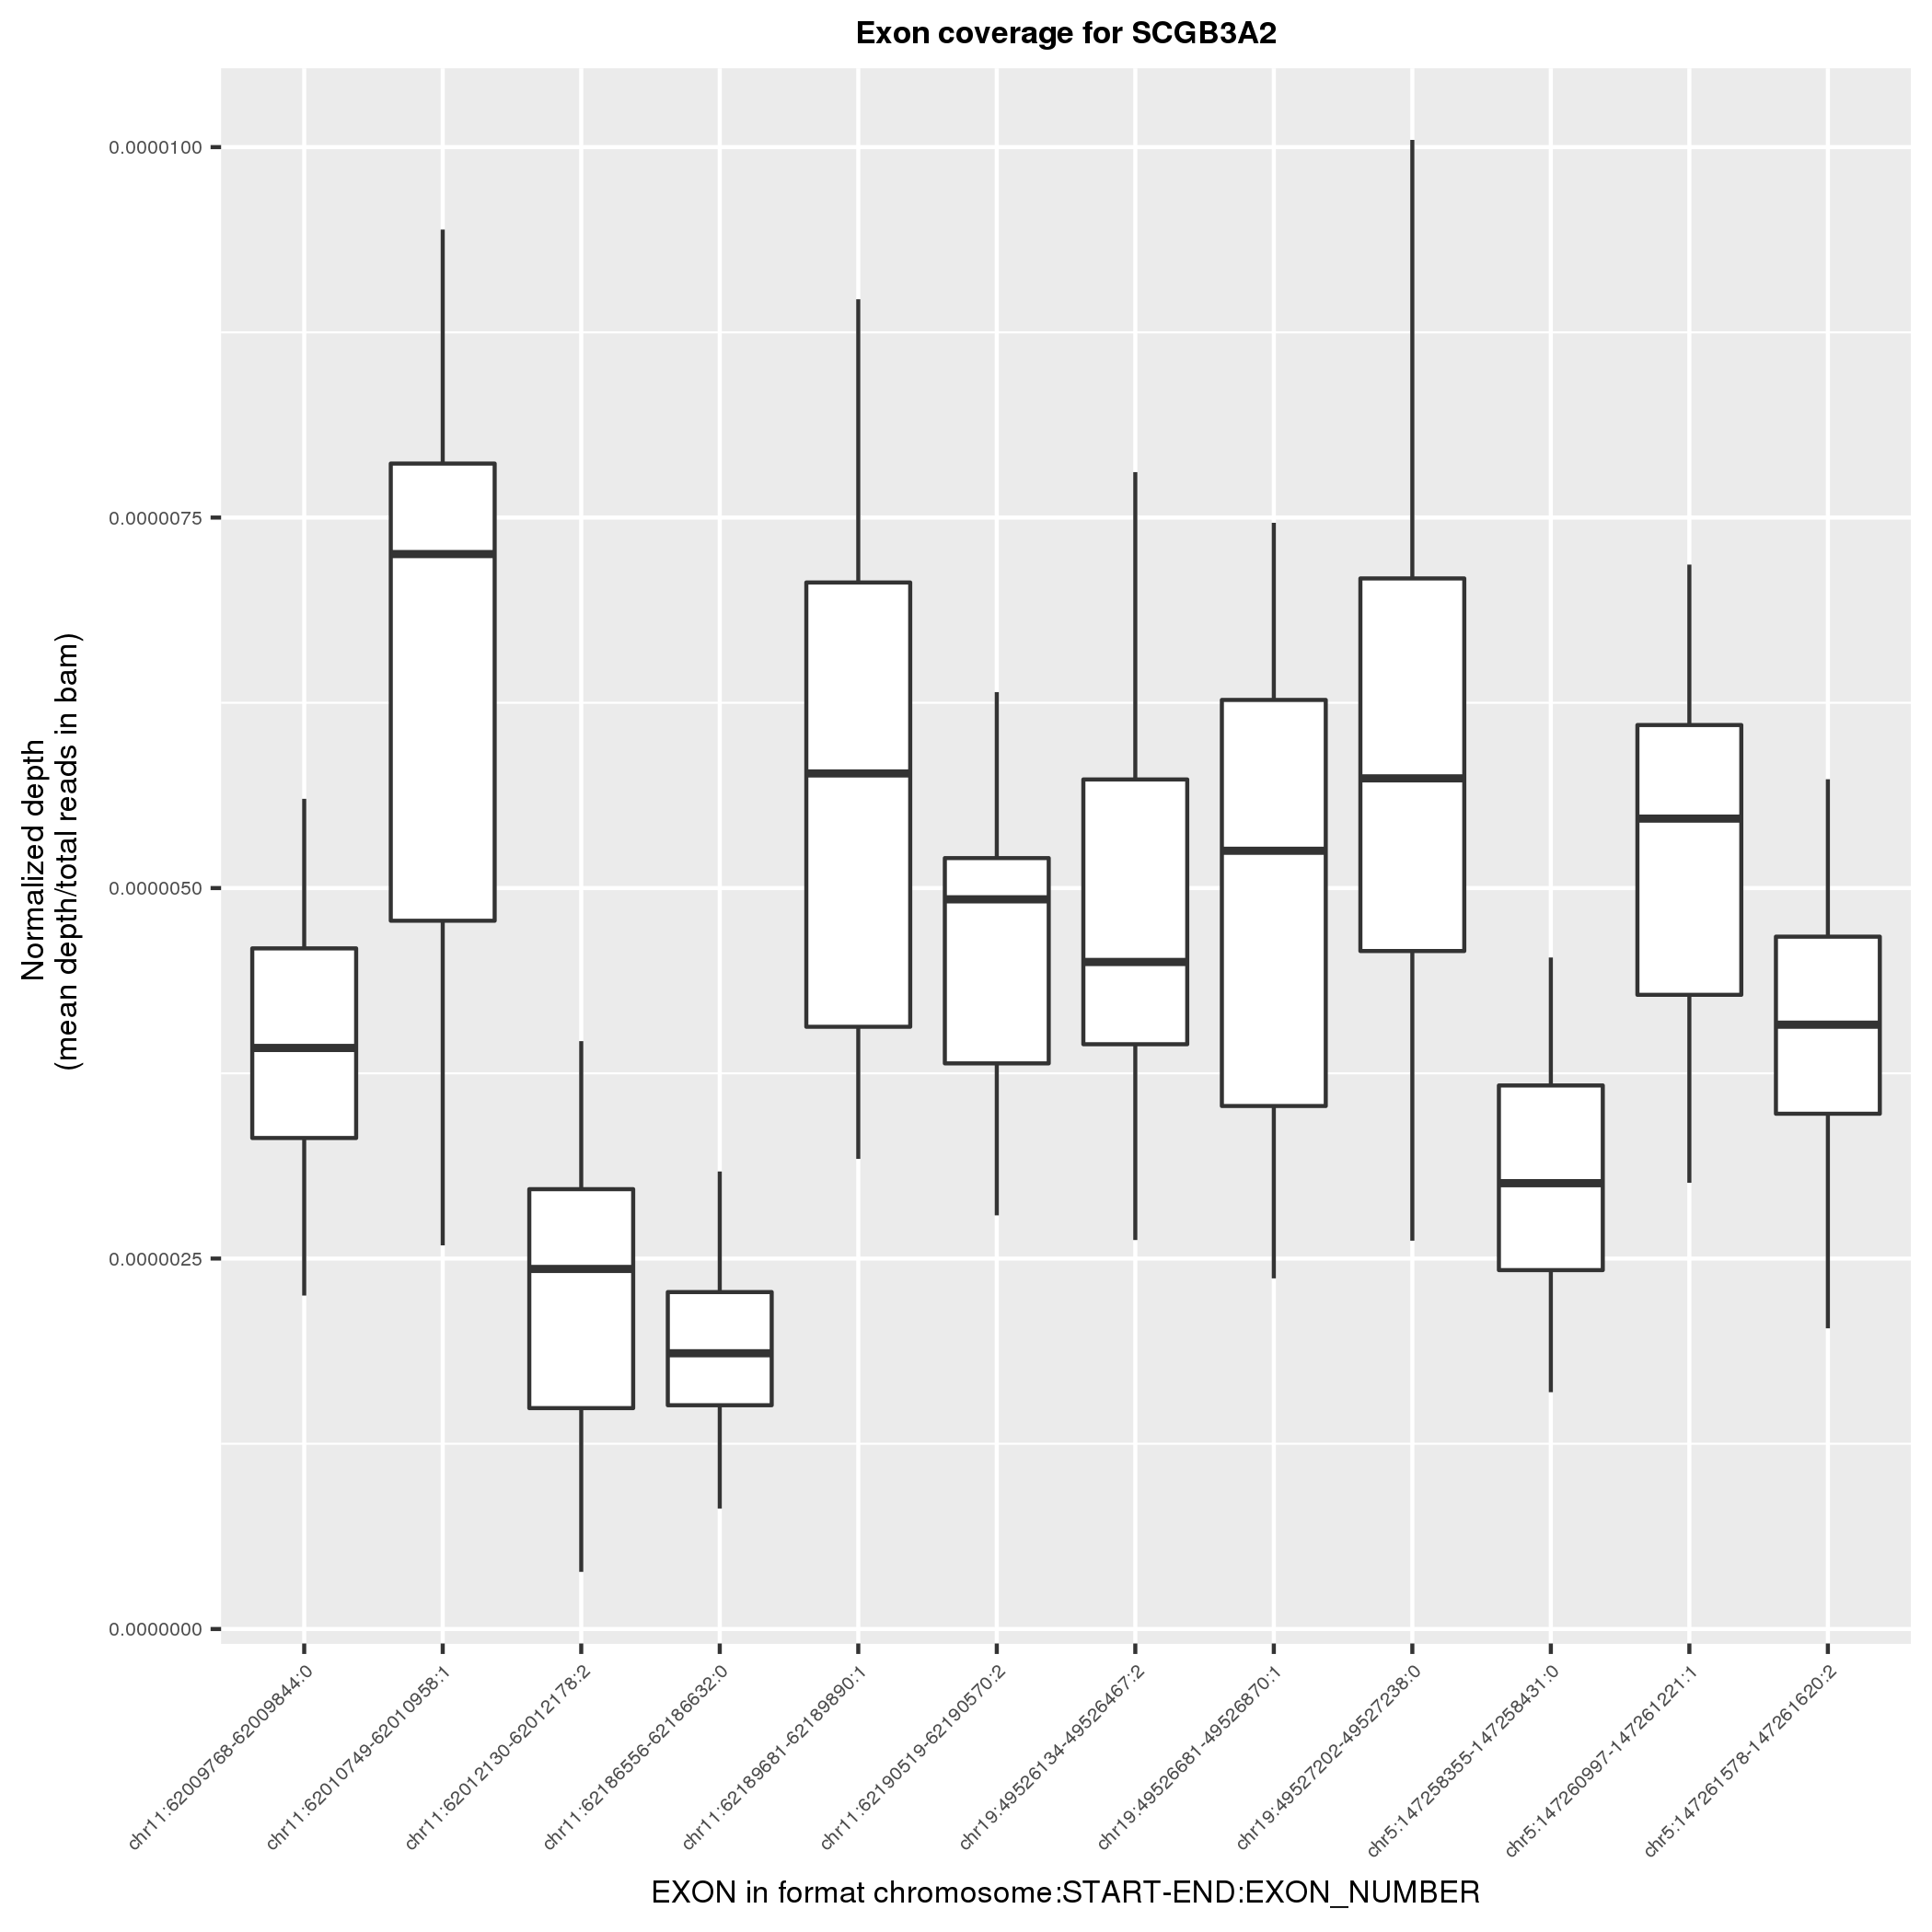 Exon coverage for SCGB3A2
Normalized depth
(mean depth/total reads in bam)
0.0000100
0.0000075
0.0000050
0.0000025
0.0000000
chr11:62009768-62009844:0
chr11:62010749-62010958:1
chr11:62012130-62012178:2
chr11:62186556-62186632:0
chr11:62189681-62189890:1
chr11:62190519-62190570:2
chr19:49526134-49526467:2
chr19:49526681-49526870:1
chr19:49527202-49527238:0
chr5:147258355-147258431:0
chr5:147260997-147261221:1
chr5:147261578-147261620:2
EXON in format chromosome:START-END:EXON_NUMBER